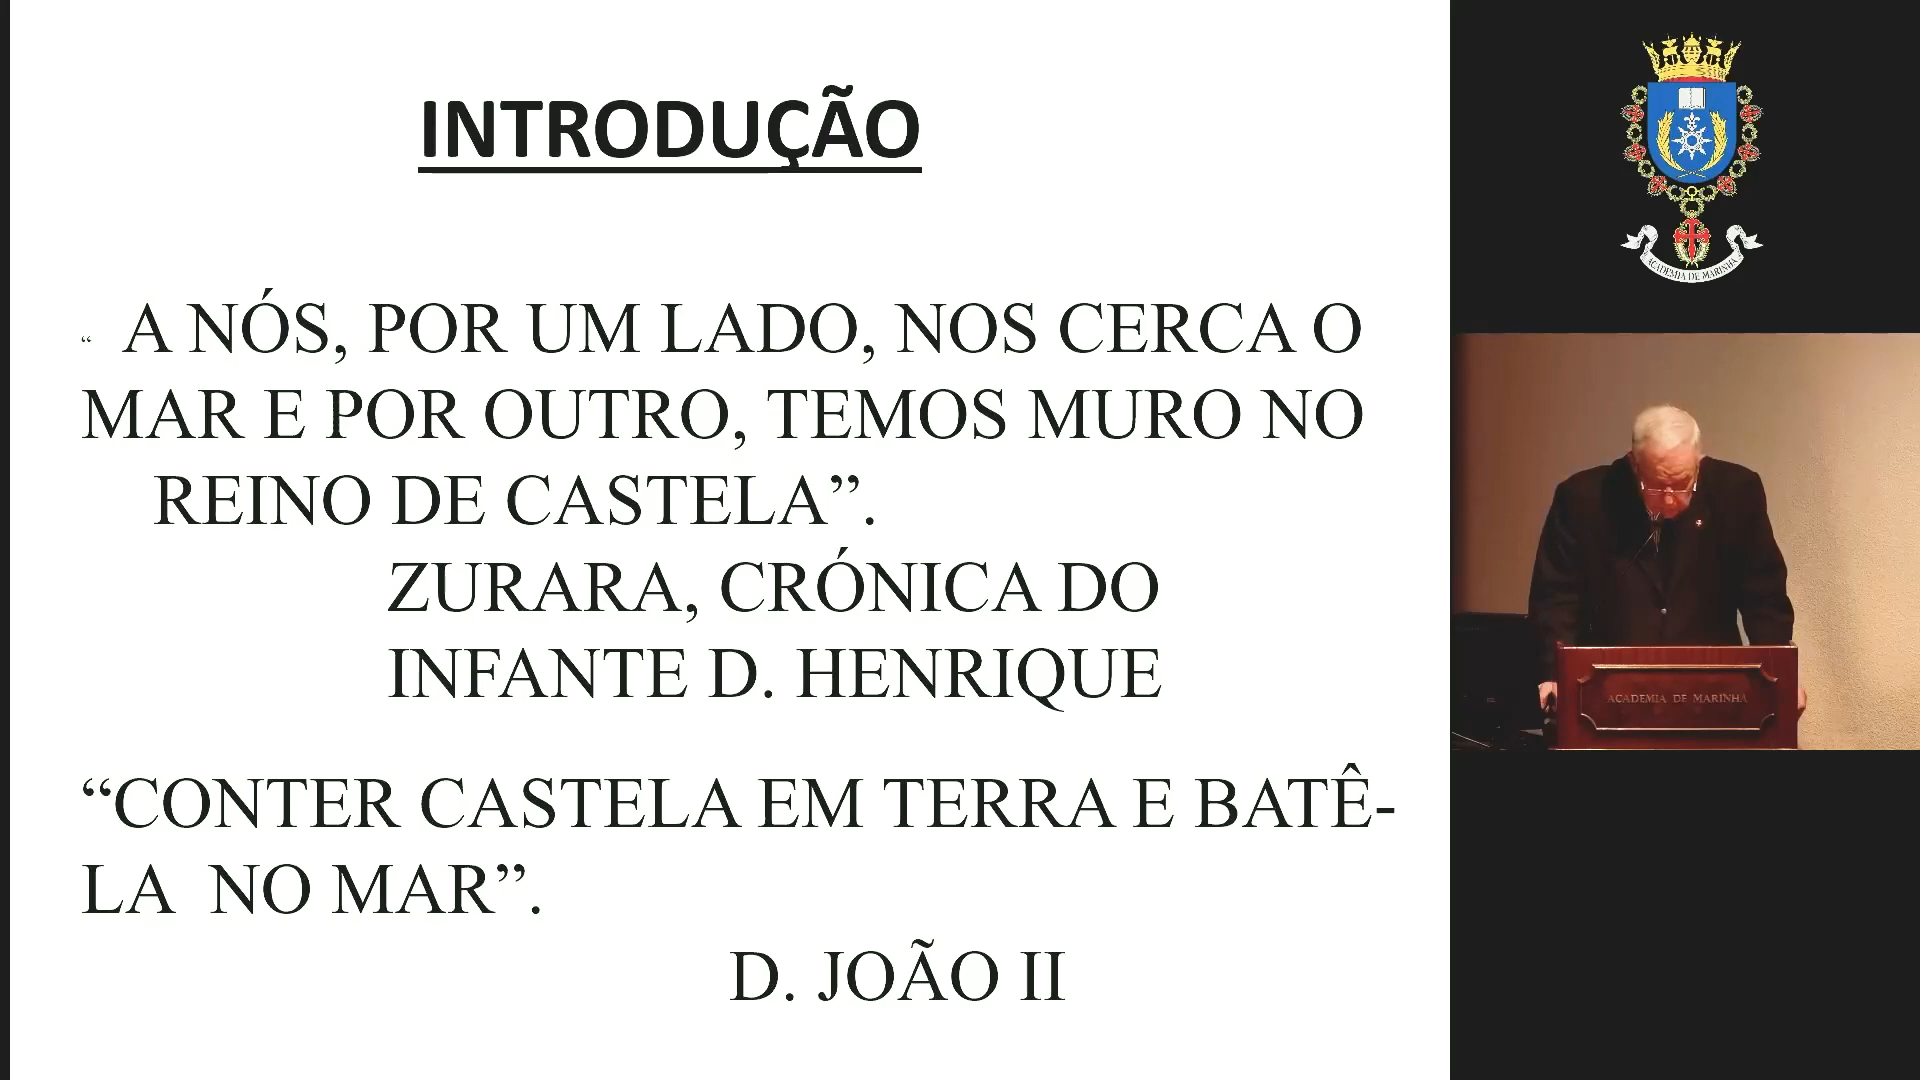 INTRODUÇÃO
“ A NÓS, POR UM LADO, NOS CERCA O
MAR E POR OUTRO, TEMOS MURO NO
REINO DE CASTELA”.
ZURARA, CRÓNICA DO
INFANTE D. HENRIQUE
“CONTER CASTELA EM TERRA E BATÊ-
LA NO MAR”.
D. JOÃO II
ACADEMIA DE MARINHA
ACADEMIA DE MARINHA